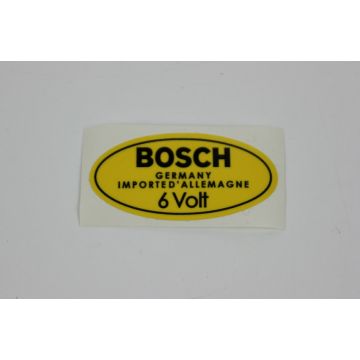 BOSCH
GERMANY
IMPORTED'ALLEMAGNE
6 Volt